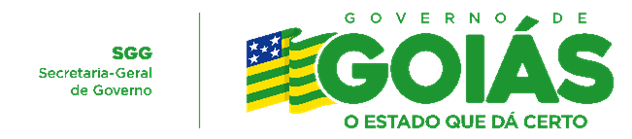 SGG
Secretaria-Geral
de Governo
GOVERNO DE
GOIÁS
O ESTADO QUE DÁ CERTO